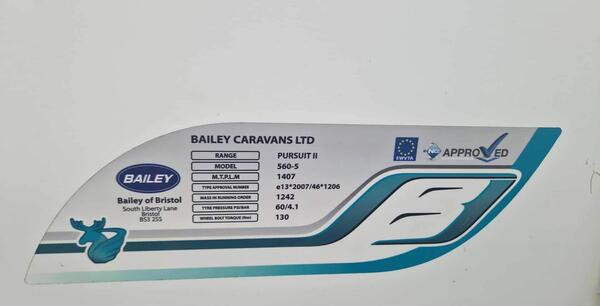 BAILEY CARAVANS LTD
RANGE PURSUIT II
MODEL 560-5
M.T.P.L.M 1407
TYPE APPROVAL NUMBER e13*2007/46*1206
MASS IN RUNNING ORDER 1242
TYRE PRESSURE PSI/BAR 60/4.1
WHEEL BOLT TORQUE (Nm) 130
BAILEY
Bailey of Bristol
South Liberty Lane
Bristol
BS3 2SS
EWVTA
NCC APPROVED
B